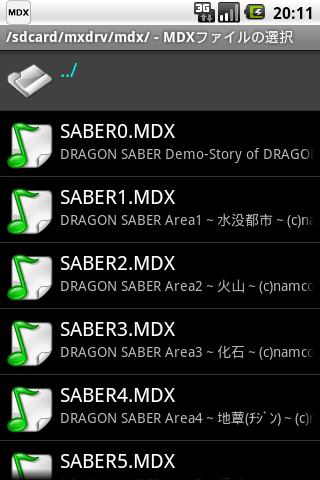 MDX 3G 20:11
/sdcard/mxdrv/mdx/ - MDXファイルの選択
../
SABER0.MDX
DRAGON SABER Demo-Story of DRAGO
SABER1.MDX
DRAGON SABER Area1 ~ 水没都市 ~ (c)na
SABER2.MDX
DRAGON SABER Area2 ~ 火山 ~ (c)namco
SABER3.MDX
DRAGON SABER Area3 ~ 化石 ~ (c)namco
SABER4.MDX
DRAGON SABER Area4 ~ 地蕈(ﾁｼﾞﾝ) ~ (c)
SABER5.MDX